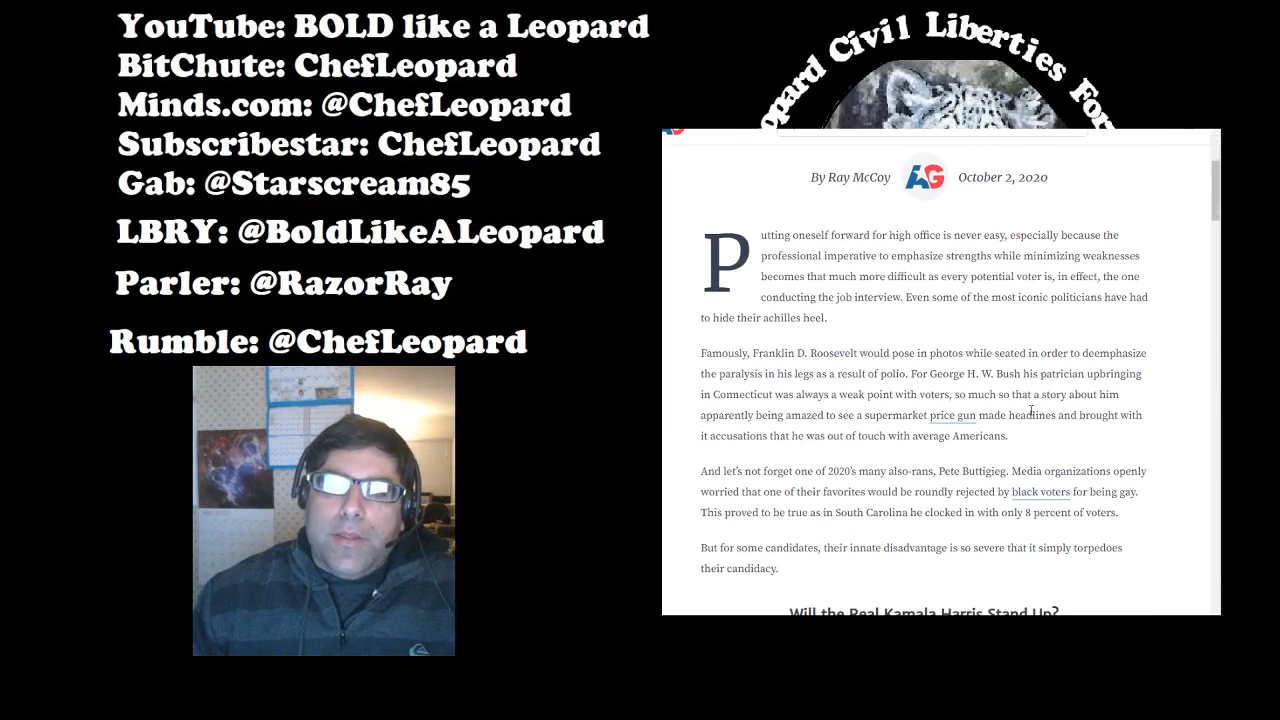 YouTube: BOLD like a Leopard
BitChute: ChefLeopard
Minds.com: @ChefLeopard
Subscribestar: ChefLeopard
Gab: @Starscream85
LBRY: @BoldLikeALeopard
Parler: @RazorRay
Rumble: @ChefLeopard
opard Civil Liberties For
By Ray McCoy
AG
October 2, 2020
Putting oneself forward for high office is never easy, especially because the
professional imperative to emphasize strengths while minimizing weaknesses
becomes that much more difficult as every potential voter is, in effect, the one
conducting the job interview. Even some of the most iconic politicians have had
to hide their achilles heel.
Famously, Franklin D. Roosevelt would pose in photos while seated in order to deemphasize
the paralysis in his legs as a result of polio. For George H. W. Bush his patrician upbringing
in Connecticut was always a weak point with voters, so much so that a story about him
apparently being amazed to see a supermarket price gun made headlines and brought with
it accusations that he was out of touch with average Americans.
And let’s not forget one of 2020’s many also-rans, Pete Buttigieg. Media organizations openly
worried that one of their favorites would be roundly rejected by black voters for being gay.
This proved to be true as in South Carolina he clocked in with only 8 percent of voters.
But for some candidates, their innate disadvantage is so severe that it simply torpedoes
their candidacy.
Will the Real Kamala Harris Stand Up?